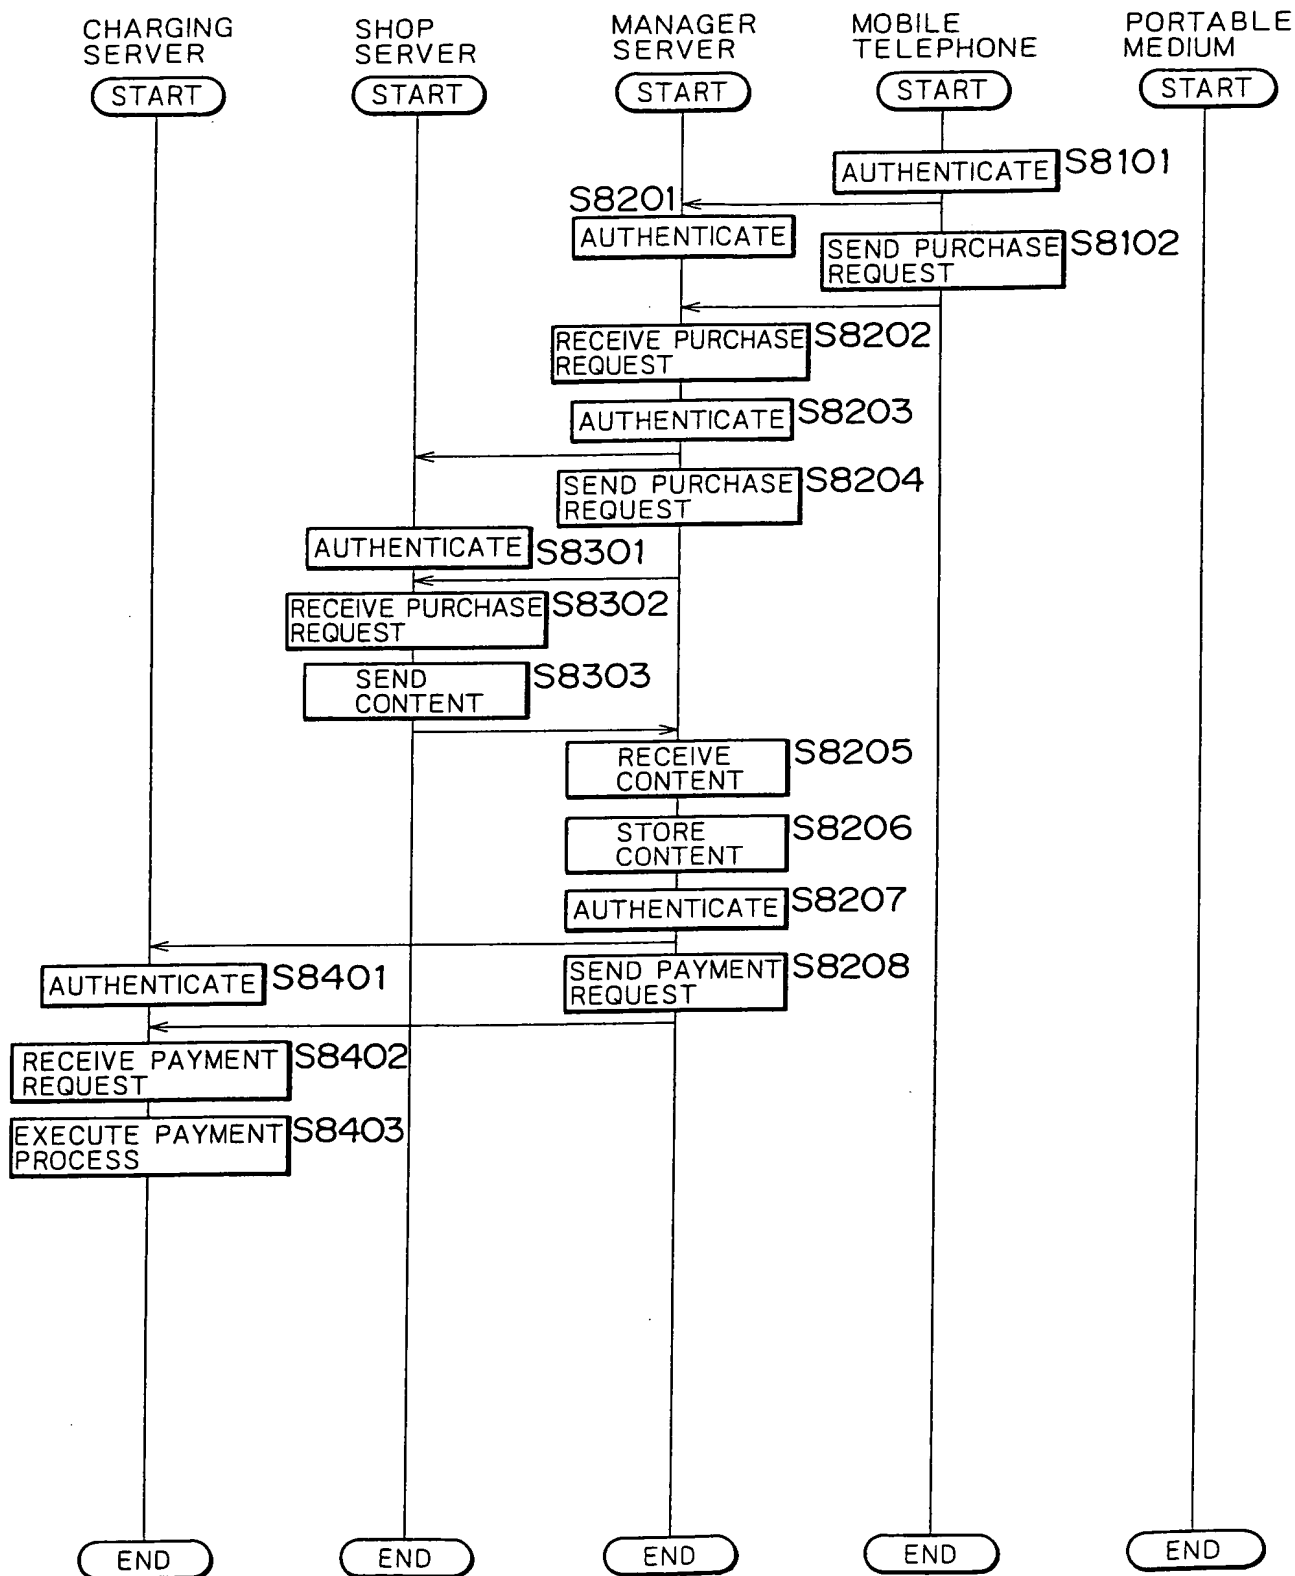 CHARGING
SERVER
SHOP
SERVER
MANAGER
SERVER
MOBILE
TELEPHONE
PORTABLE
MEDIUM
START
START
START
START
START
AUTHENTICATE
S8101
S8201
AUTHENTICATE
SEND PURCHASE
REQUEST
S8102
RECEIVE PURCHASE
REQUEST
S8202
AUTHENTICATE
S8203
SEND PURCHASE
REQUEST
S8204
AUTHENTICATE
S8301
RECEIVE PURCHASE
REQUEST
S8302
SEND
CONTENT
S8303
RECEIVE
CONTENT
S8205
STORE
CONTENT
S8206
AUTHENTICATE
S8207
AUTHENTICATE
S8401
SEND PAYMENT
REQUEST
S8208
RECEIVE PAYMENT
REQUEST
S8402
EXECUTE PAYMENT
PROCESS
S8403
END
END
END
END
END